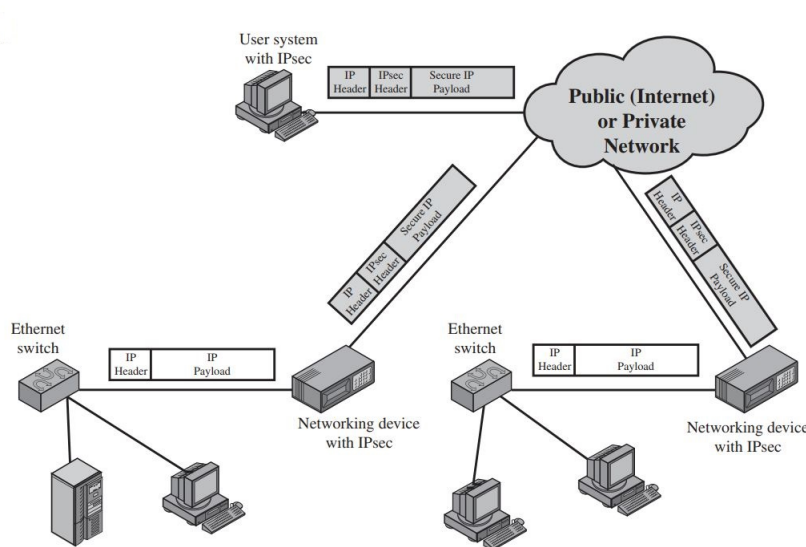 User system
with IPsec
IP
Header
IPsec
Header
Secure IP
Payload
Public (Internet)
or Private
Network
IP
Header
IPsec
Header
Secure IP
Payload
IP
Header
IPsec
Header
Secure IP
Payload
Ethernet
switch
IP
Header
IP
Payload
Networking device
with IPsec
Ethernet
switch
IP
Header
IP
Payload
Networking device
with IPsec